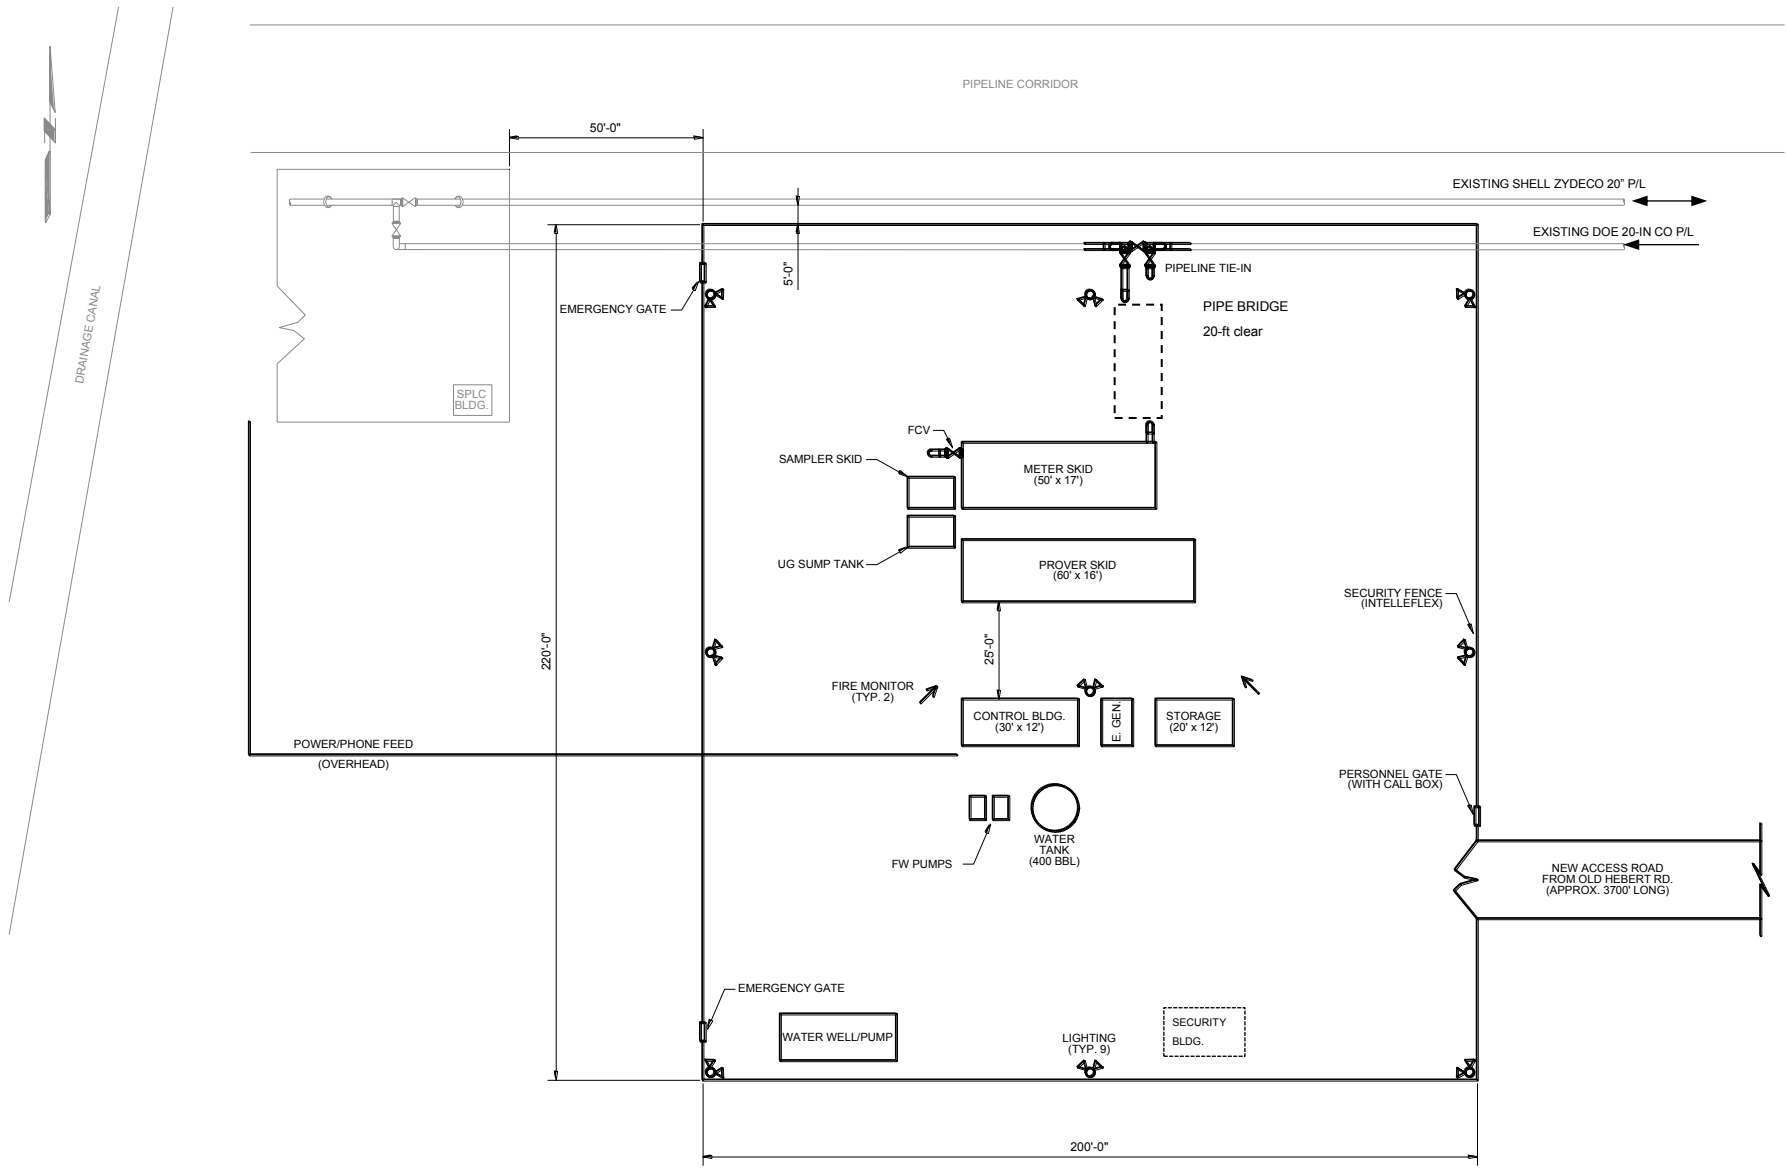 PIPELINE CORRIDOR
50'-0"
EXISTING SHELL ZYDECO 20" P/L
EXISTING DOE 20-IN CO P/L
5'-0"
PIPELINE TIE-IN
EMERGENCY GATE
PIPE BRIDGE
20-ft clear
DRAINAGE CANAL
SPLC
BLDG.
FCV
SAMPLER SKID
METER SKID
(50' x 17')
UG SUMP TANK
PROVER SKID
(60' x 16')
SECURITY FENCE
(INTELLEFLEX)
220'-0"
25'-0"
FIRE MONITOR
(TYP. 2)
CONTROL BLDG.
(30' x 12')
E. GEN.
STORAGE
(20' x 12')
POWER/PHONE FEED
(OVERHEAD)
PERSONNEL GATE
(WITH CALL BOX)
FW PUMPS
WATER
TANK
(400 BBL)
NEW ACCESS ROAD
FROM OLD HEBERT RD.
(APPROX. 3700' LONG)
EMERGENCY GATE
WATER WELL/PUMP
LIGHTING
(TYP. 9)
SECURITY
BLDG.
200'-0"